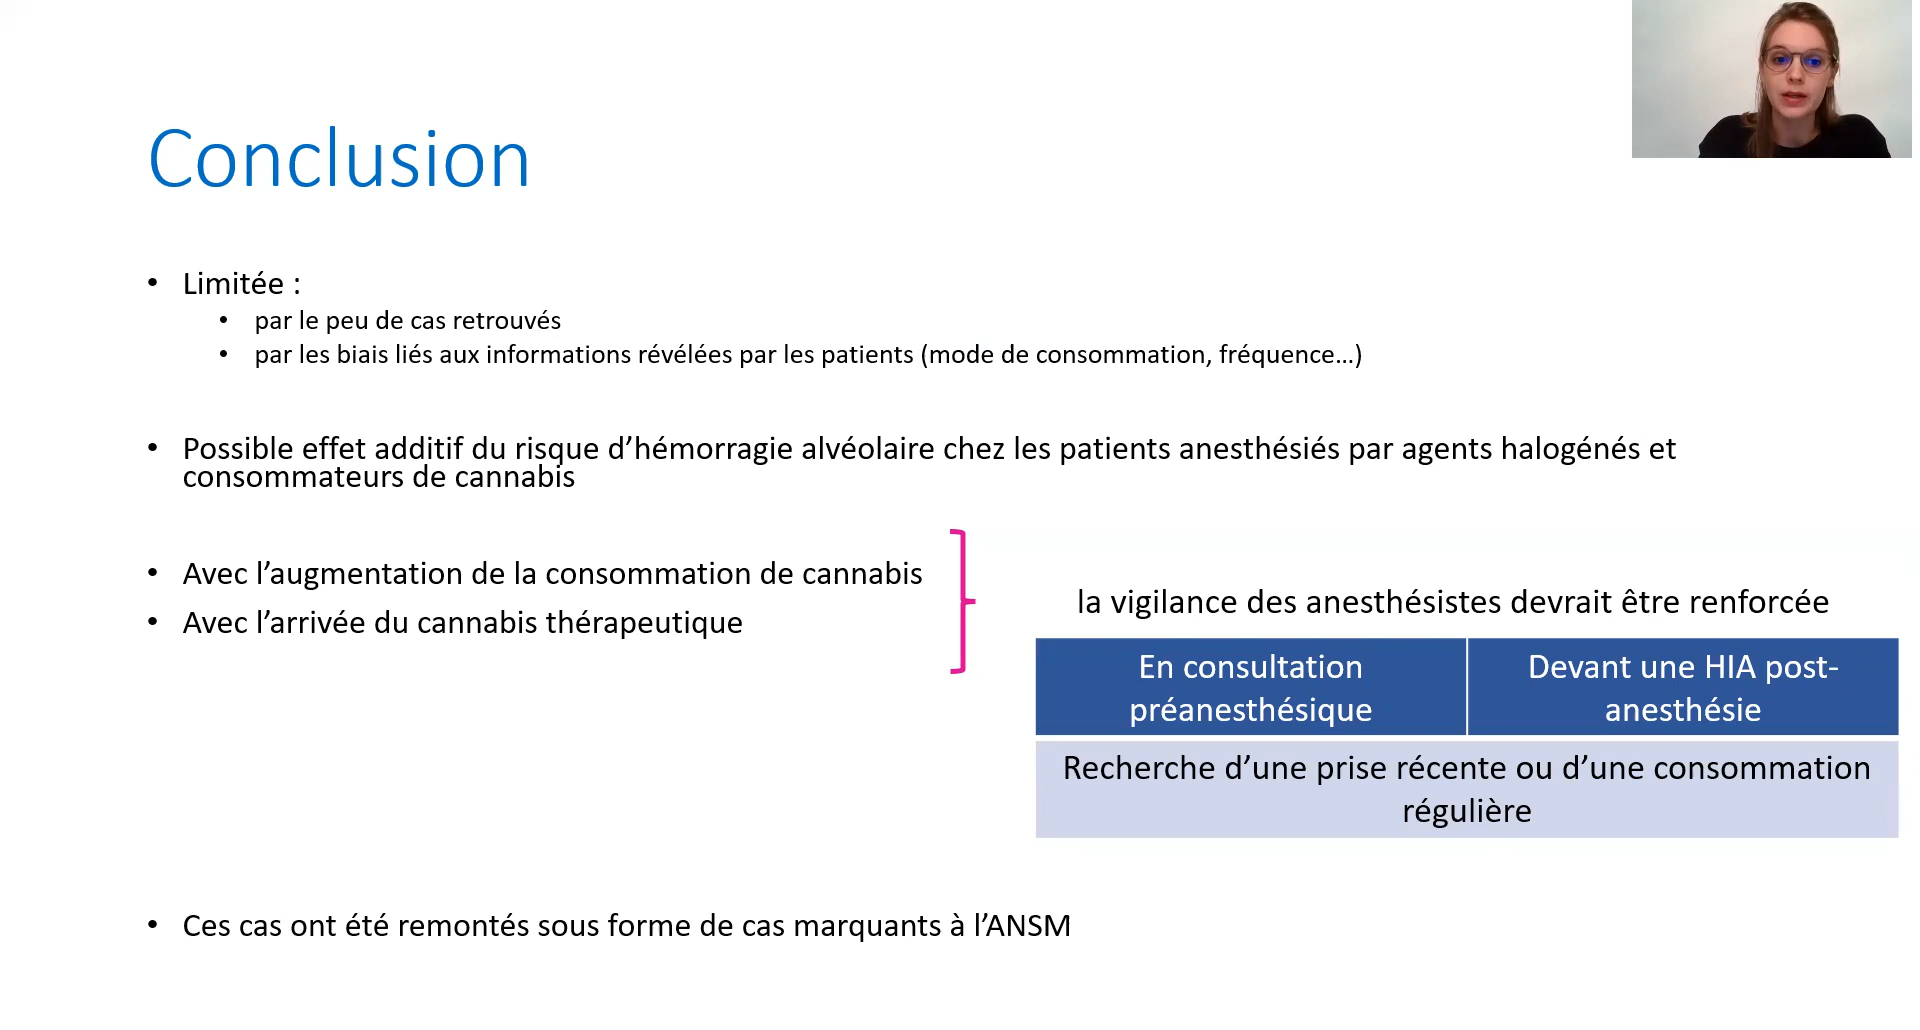 Conclusion
• Limitée :
• par le peu de cas retrouvés
• par les biais liés aux informations révélées par les patients (mode de consommation, fréquence…)
• Possible effet additif du risque d’hémorragie alvéolaire chez les patients anesthésiés par agents halogénés et
consommateurs de cannabis
• Avec l’augmentation de la consommation de cannabis
• Avec l’arrivée du cannabis thérapeutique
la vigilance des anesthésistes devrait être renforcée
En consultation
préanesthésique
Devant une HIA post-
anesthésie
Recherche d’une prise récente ou d’une consommation
régulière
• Ces cas ont été remontés sous forme de cas marquants à l’ANSM